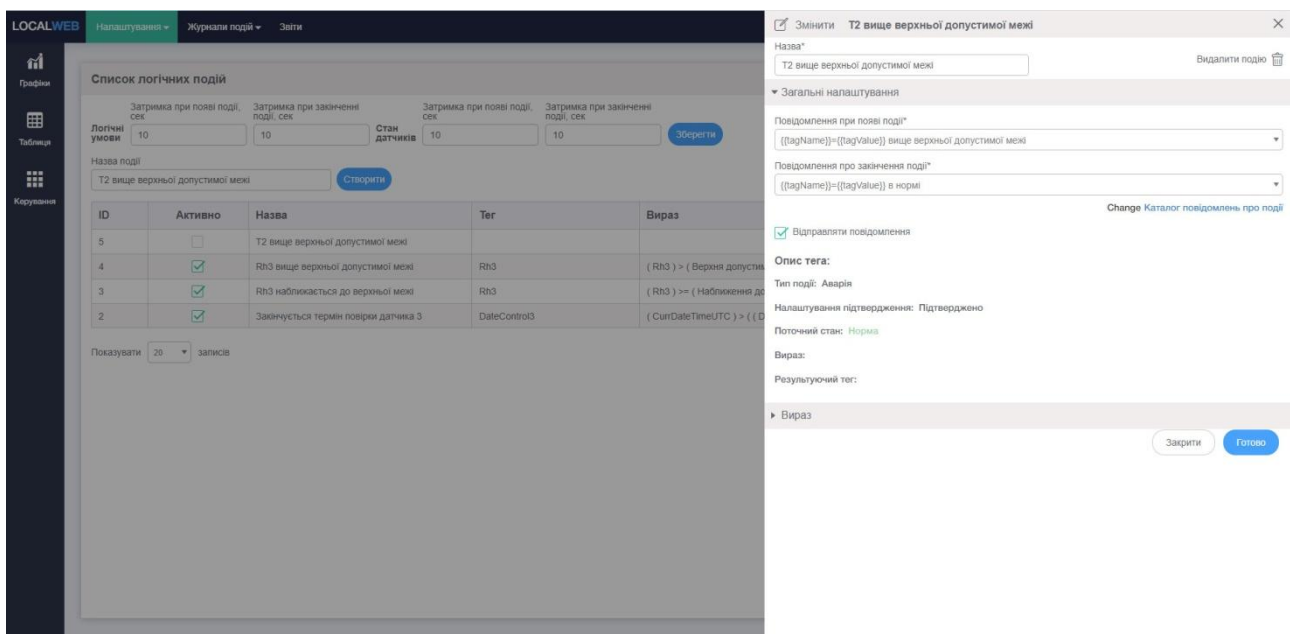 LOCALWEB
Налаштування
Журнали подій
Звіти
Графіки
Таблиця
Керування
Список логічних подій
Затримка при появі події, сек
Затримка при закінченні події, сек
Затримка при появі події, сек
Затримка при закінченні події, сек
Логічні умови
10
10
Стан датчиків
10
10
Зберегти
Назва події
Т2 вище верхньої допустимої межі
Створити
ID Активно Назва Тег Вираз
5 Т2 вище верхньої допустимої межі
4 Rh3 вище верхньої допустимої межі Rh3 ( Rh3 ) > ( Верхня допустим
3 Rh3 наближається до верхньої межі Rh3 ( Rh3 ) >= ( Наближення до
2 Закінчується термін повірки датчика 3 DateControl3 ( CurrDateTimeUTC ) > ( ( D
Показувати 20 записів
Змінити Т2 вище верхньої допустимої межі
Назва*
Т2 вище верхньої допустимої межі
Видалити подію
Загальні налаштування
Повідомлення при появі події*
{{tagName}}={{tagValue}} вище верхньої допустимої межі
Повідомлення про закінчення події*
{{tagName}}={{tagValue}} в нормі
Change Каталог повідомлень про події
Відправляти повідомлення
Опис тега:
Тип події: Аварія
Налаштування підтвердження: Підтверджено
Поточний стан: Норма
Вираз:
Результуючий тег:
Вираз
Закрити
Готово